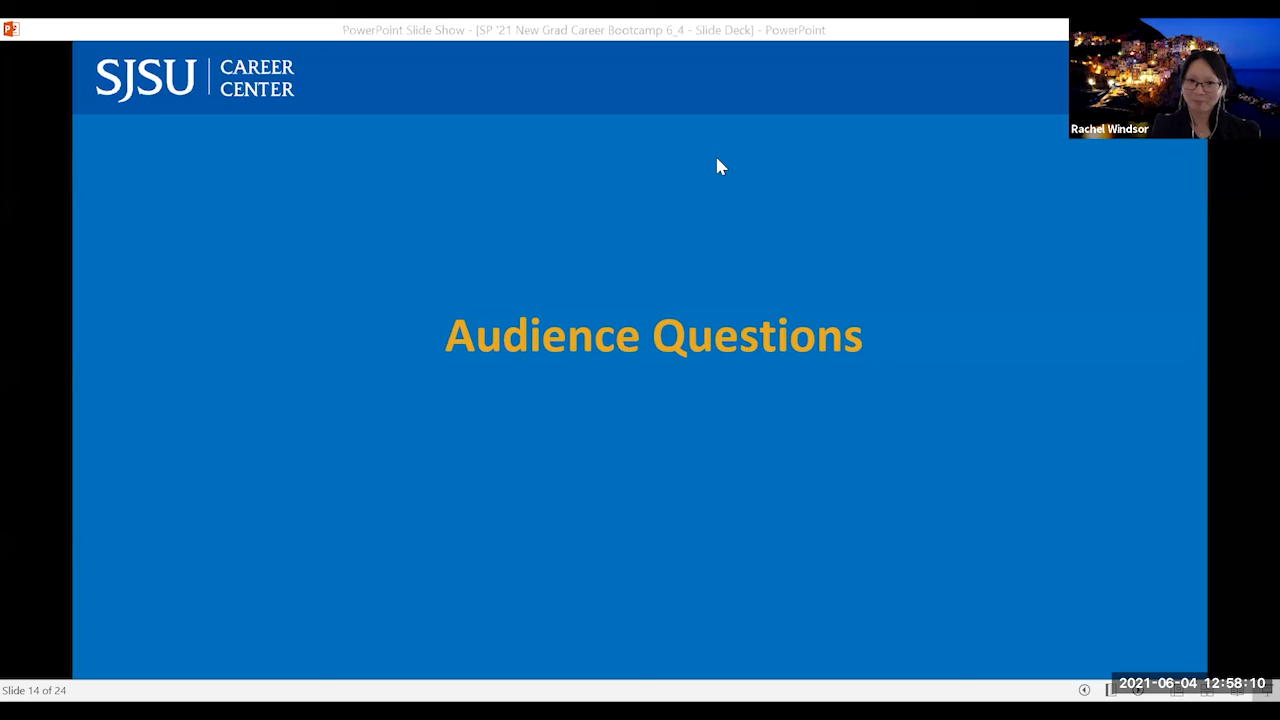 PowerPoint Slide Show - [SP '21 New Grad Career Bootcamp 6_4 - Slide Deck] - PowerPoint
SJSU | CAREER CENTER
Rachel Windsor
Audience Questions
Slide 14 of 24
2021-06-04 12:58:10